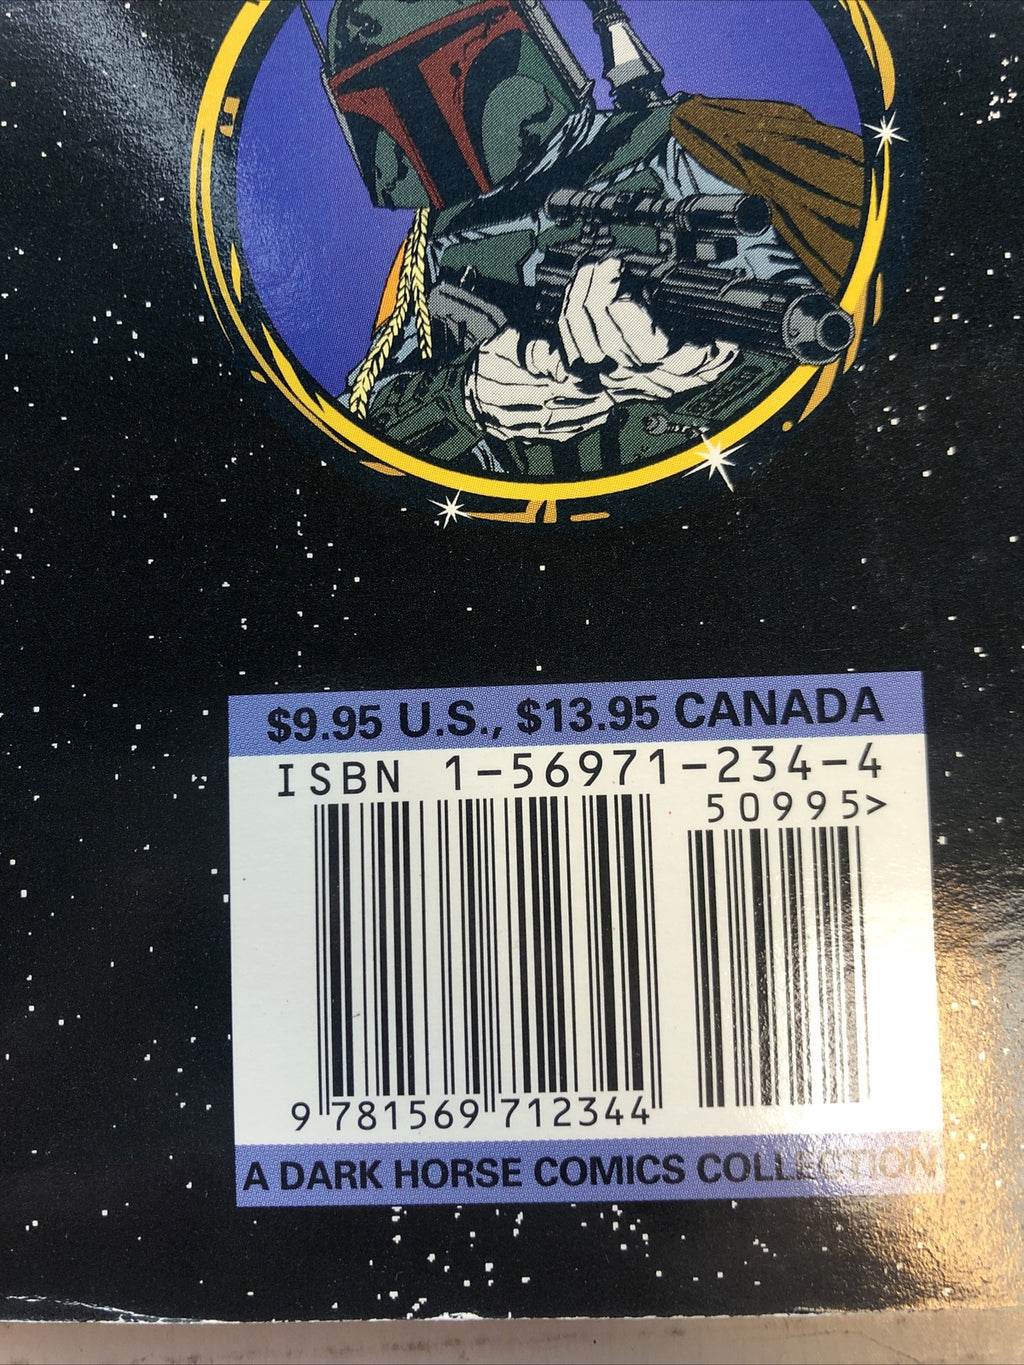 $9.95 U.S., $13.95 CANADA
ISBN 1-56971-234-4
50995>
9 781569 712344
A DARK HORSE COMICS COLLECTION